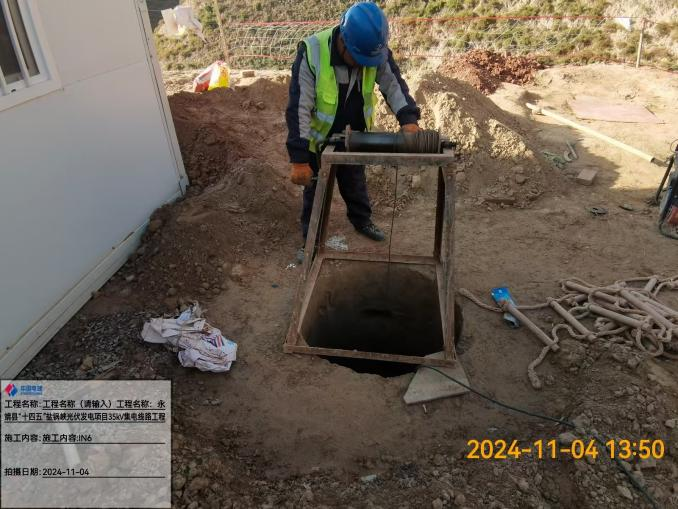 中国电建
工程名称:工程名称（请输入）工程名称：永
靖县"十四五"盐锅峡光伏发电项目35kV集电线路工程
施工内容:施工内容:IN6
拍摄日期:2024-11-04
2024-11-04 13:50